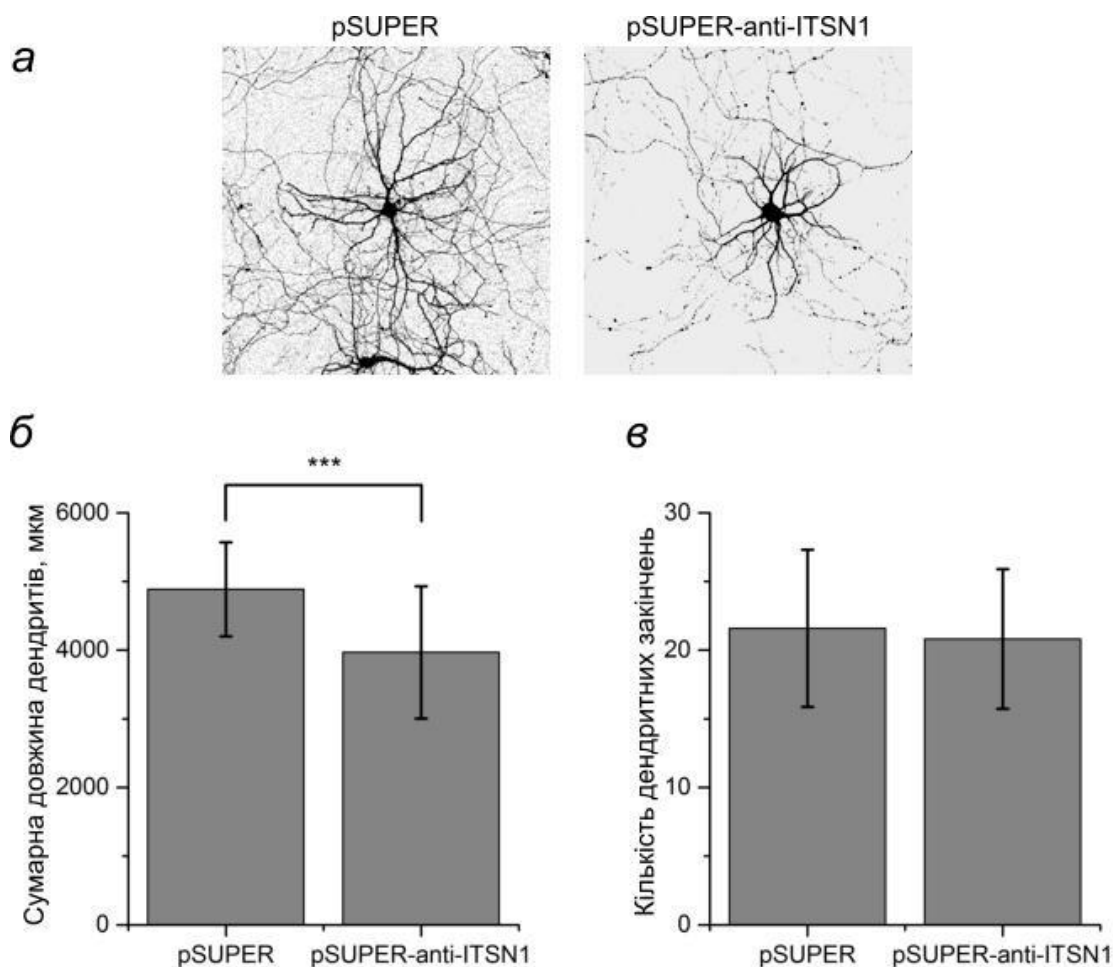 pSUPER
pSUPER-anti-ITSN1
а
б
в
***
Сумарна довжина дендритів, мкм
6000
4000
2000
0
pSUPER
pSUPER-anti-ITSN1
Кількість дендритних закінчень
30
20
10
0
pSUPER
pSUPER-anti-ITSN1